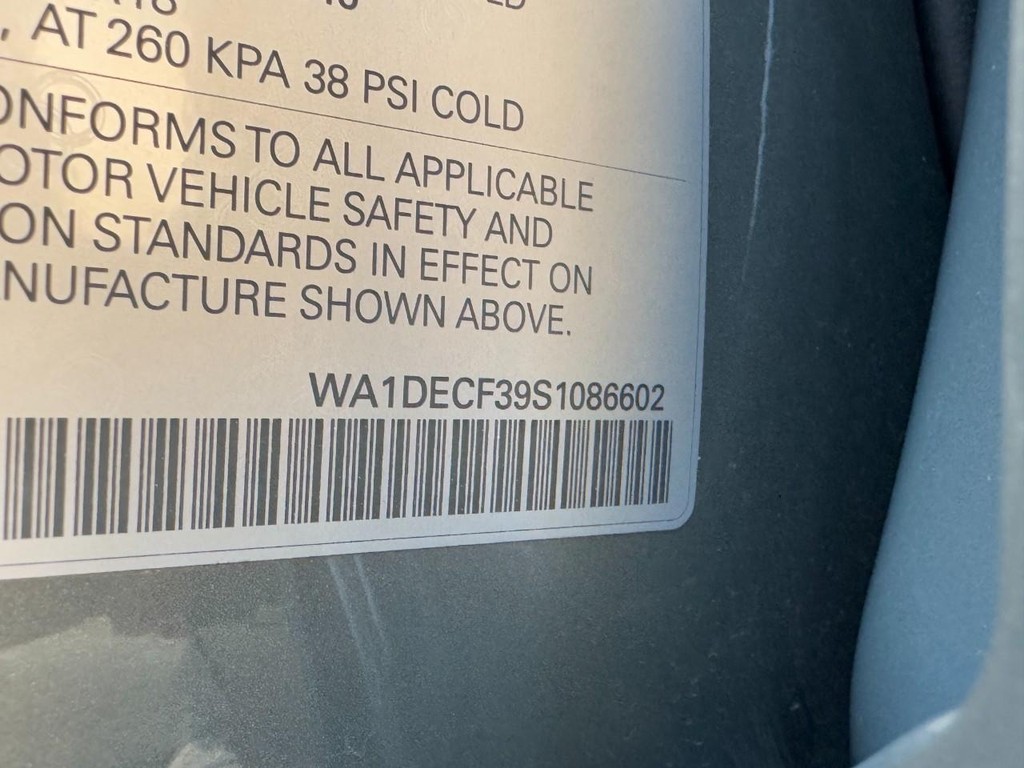 , AT 260 KPA 38 PSI COLD
ONFORMS TO ALL APPLICABLE
OTOR VEHICLE SAFETY AND
ON STANDARDS IN EFFECT ON
NUFACTURE SHOWN ABOVE.
WA1DECF39S1086602